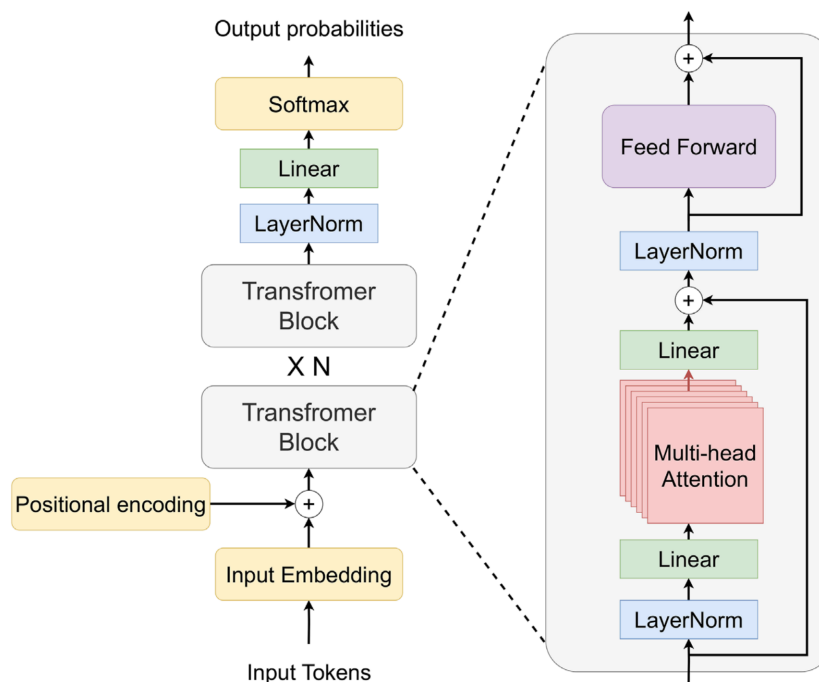 Output probabilities
Softmax
Linear
LayerNorm
Transfromer
Block
X N
Transfromer
Block
Positional encoding
+
Input Embedding
Input Tokens
+
Feed Forward
LayerNorm
+
Linear
Multi-head
Attention
Linear
LayerNorm